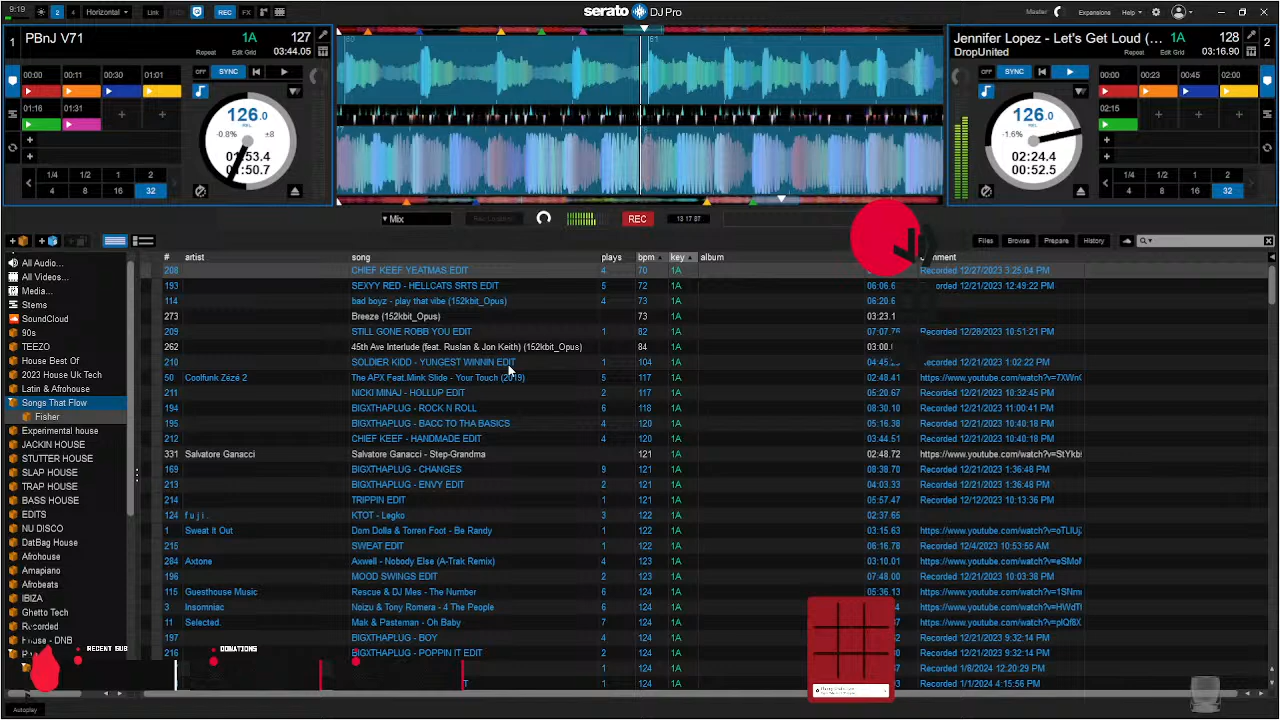 9:19 2 4 Horizontal Link REC FX serato DJ Pro Master Expansions Help
1 PBnJ V71 1A 127
Repeat Edit Grid 03:44.05
OFF SYNC
00:00 00:11 00:30 01:01
01:16 01:31
126.0
-0.8% ±8
1/4 1/2 1 2
4 8 16 32
Jennifer Lopez - Let's Get Loud (... 1A 128 2
DropUnited Repeat Edit Grid 03:16.90
OFF SYNC
00:00 00:23 00:45 02:00
02:15
126.0
-1.6% ±8
02:24.4
00:52.5
1/4 1/2 1 2
4 8 16 32
Mix REC 13 17 87
Files Browse Prepare History
# artist song plays bpm key album
All Audio...
All Videos...
Media...
Stems
SoundCloud
90s
TEEZO
House Best Of
2023 House Uk Tech
Latin & Afrohouse
Songs That Flow
Fisher
Experimental house
JACKIN HOUSE
STUTTER HOUSE
SLAP HOUSE
TRAP HOUSE
BASS HOUSE
EDITS
NU DISCO
DatBag House
Afrohouse
Amapiano
Afrobeats
IBIZA
Ghetto Tech
Recorded
208 CHIEF KEEF YEATMAS EDIT 4 70 1A Recorded 12/27/2023 3:25:04 PM
193 SEXYY RED - HELLCATS SRTS EDIT 5 72 1A 06:06.6 Recorded 12/21/2023 12:49:22 PM
114 bad boyz - play that vibe (152kbit_Opus) 4 73 1A 06:20.6
273 Breeze (152kbit_Opus) 73 1A 03:23.1
209 STILL GONE ROBB YOU EDIT 1 82 1A 07:07.76 Recorded 12/28/2023 10:51:21 PM
262 45th Ave Interlude (feat. Ruslan & Jon Keith) (152kbit_Opus) 84 1A 03:00.
210 SOLDIER KIDD - YUNGEST WINNIN EDIT 1 104 1A 04:45. Recorded 12/21/2023 1:02:22 PM
50 Coolfunk Zézé 2 The APX Feat.Mink Slide - Your Touch (2019) 5 117 1A 02:48.41
211 NICKI MINAJ - HOLLUP EDIT 2 117 1A 05:20.67 Recorded 12/21/2023 10:32:45 PM
194 BIGXTHAPLUG - ROCK N ROLL 6 118 1A 08:30.10 Recorded 12/21/2023 11:00:41 PM
195 BIGXTHAPLUG - BACC TO THA BASICS 4 120 1A 05:16.38 Recorded 12/21/2023 10:40:18 PM
212 CHIEF KEEF - HANDMADE EDIT 4 120 1A 03:44.51 Recorded 12/21/2023 10:40:18 PM
331 Salvatore Ganacci Salvatore Ganacci - Step-Grandma 121 1A 02:48.72 https://www.youtube.com/watch?v=StYkb
169 BIGXTHAPLUG - CHANGES 9 121 1A 08:38.70 Recorded 12/21/2023 1:36:48 PM
213 BIGXTHAPLUG - ENVY EDIT 2 121 1A 04:03.31 Recorded 12/21/2023 1:36:48 PM
214 TRIPPIN EDIT 1 121 1A 05:57.47 Recorded 12/12/2023 10:13:36 PM
124 f u j i . KTOT - Legko 3 122 1A 02:37.65
1 Sweat It Out Dom Dolla & Torren Foot - Be Randy 122 1A 03:15.63
215 SWEAT EDIT 1 122 1A 06:16.78 Recorded 12/4/2023 10:53:55 AM
284 Axtone Axwell - Nobody Else (A-Trak Remix) 4 123 1A 03:10.01
196 MOOD SWINGS EDIT 2 123 1A 07:48.00 Recorded 12/21/2023 10:03:38 PM
115 Guesthouse Music Rescue & DJ Mes - The Number 6 124 1A 05:36.13
3 Insomniac Noizu & Tony Romera - 4 The People 6 124 1A
11 Selected. Mak & Pasteman - Oh Baby 7 124 1A
197 BIGXTHAPLUG - BOY 4 124 1A Recorded 12/21/2023 9:32:14 PM
216 BIGXTHAPLUG - POPPIN IT EDIT 2 124 1A Recorded 12/21/2023 9:32:14 PM
1 124 1A Recorded 1/8/2024 12:20:29 PM
1 124 1A Recorded 1/1/2024 4:15:56 PM
RECENT SUB DONATIONS
Autoplay